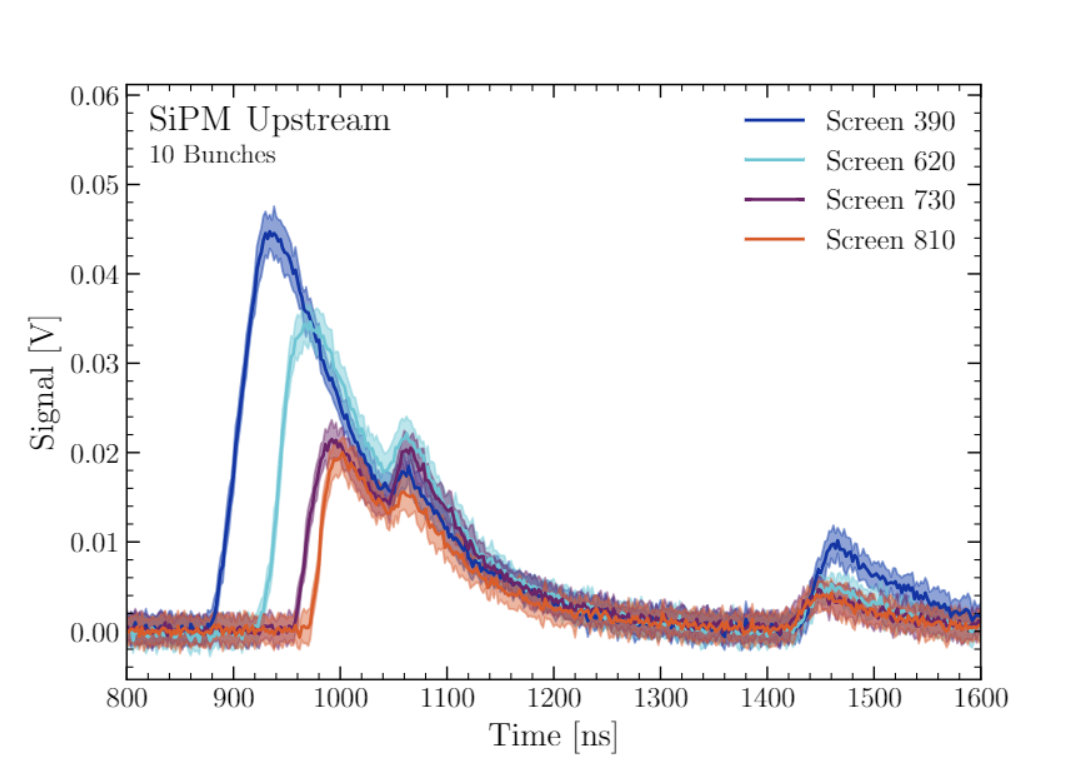 SiPM Upstream
10 Bunches
Screen 390
Screen 620
Screen 730
Screen 810
0.06
0.05
0.04
0.03
0.02
0.01
0.00
Signal [V]
800 900 1000 1100 1200 1300 1400 1500 1600
Time [ns]